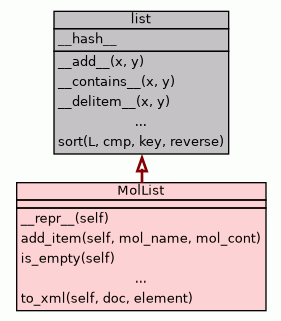 list
__hash__
__add__(x, y)
__contains__(x, y)
__delitem__(x, y)
...
sort(L, cmp, key, reverse)
MolList
__repr__(self)
add_item(self, mol_name, mol_cont)
is_empty(self)
...
to_xml(self, doc, element)